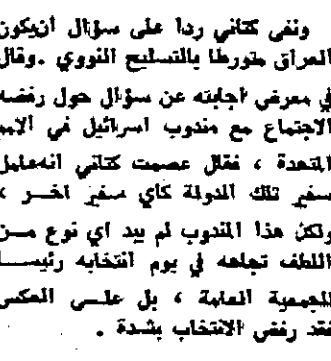 ونفى كتاني ردا على سؤال أن يكون
العراق متورطا بالتسليح النووي .وقال
في معرض اجابته عن سؤال حول رفضه
الاجتماع مع مندوب اسرائيل في الامم
المتحدة ، فقال عصمت كتاني انه عامل
سفير تلك الدولة كاي سفير اخر ،
ولكن هذا المندوب لم يبد اي نوع من
اللطف تجاهه في يوم انتخابه رئيسا
للجمعية العامة ، بل على العكس
فقد رفض الانتخاب بشدة .